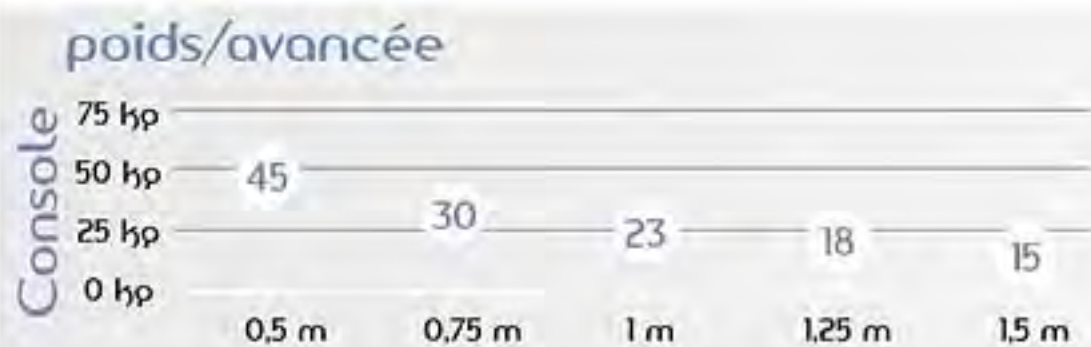 poids/avancée
Console
75 kp
50 kp
25 kp
0 kp
45
30
23
18
15
0,5 m
0,75 m
1 m
1,25 m
1,5 m